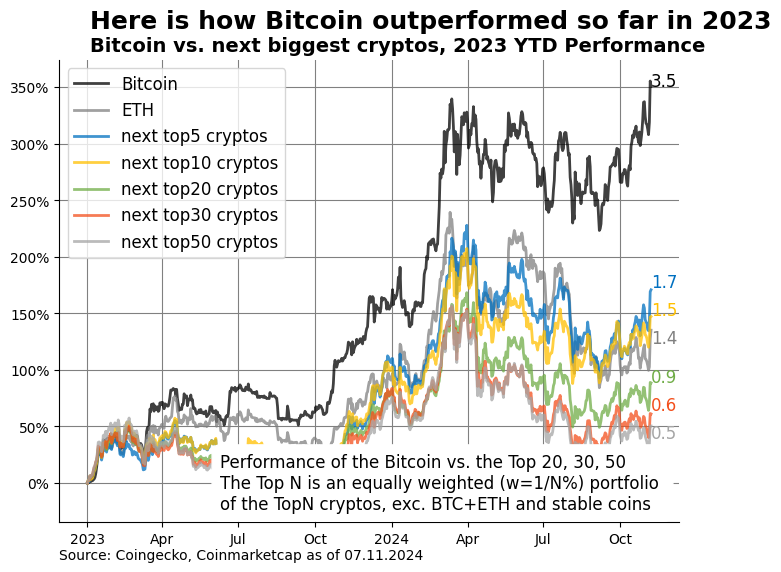 Here is how Bitcoin outperformed so far in 2023
Bitcoin vs. next biggest cryptos, 2023 YTD Performance
Bitcoin
ETH
next top5 cryptos
next top10 cryptos
next top20 cryptos
next top30 cryptos
next top50 cryptos
350%
300%
250%
200%
150%
100%
50%
0%
3.5
1.7
1.5
1.4
0.9
0.6
0.5
Performance of the Bitcoin vs. the Top 20, 30, 50
The Top N is an equally weighted (w=1/N%) portfolio
of the TopN cryptos, exc. BTC+ETH and stable coins
2023 Apr Jul Oct 2024 Apr Jul Oct
Source: Coingecko, Coinmarketcap as of 07.11.2024